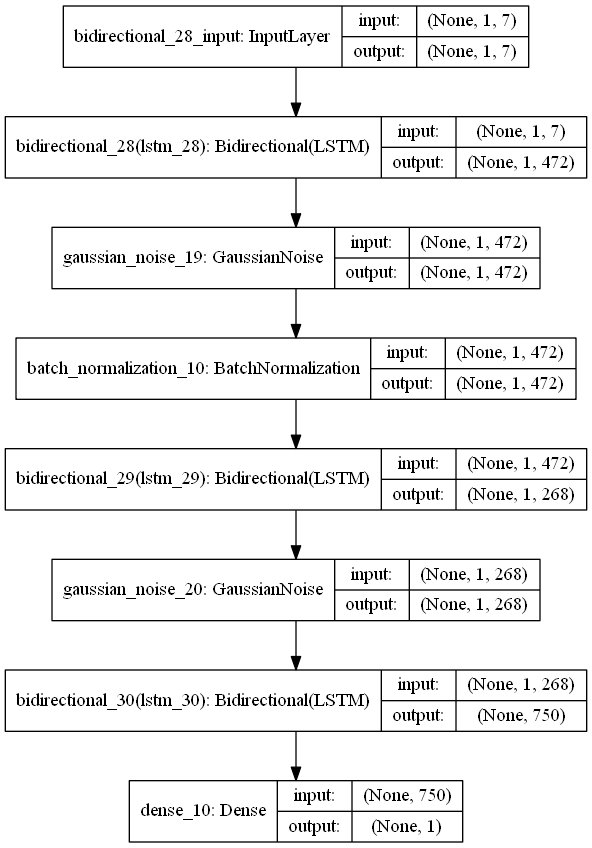 bidirectional_28_input: InputLayer
input: (None, 1, 7)
output: (None, 1, 7)
bidirectional_28(lstm_28): Bidirectional(LSTM)
input: (None, 1, 7)
output: (None, 1, 472)
gaussian_noise_19: GaussianNoise
input: (None, 1, 472)
output: (None, 1, 472)
batch_normalization_10: BatchNormalization
input: (None, 1, 472)
output: (None, 1, 472)
bidirectional_29(lstm_29): Bidirectional(LSTM)
input: (None, 1, 472)
output: (None, 1, 268)
gaussian_noise_20: GaussianNoise
input: (None, 1, 268)
output: (None, 1, 268)
bidirectional_30(lstm_30): Bidirectional(LSTM)
input: (None, 1, 268)
output: (None, 750)
dense_10: Dense
input: (None, 750)
output: (None, 1)